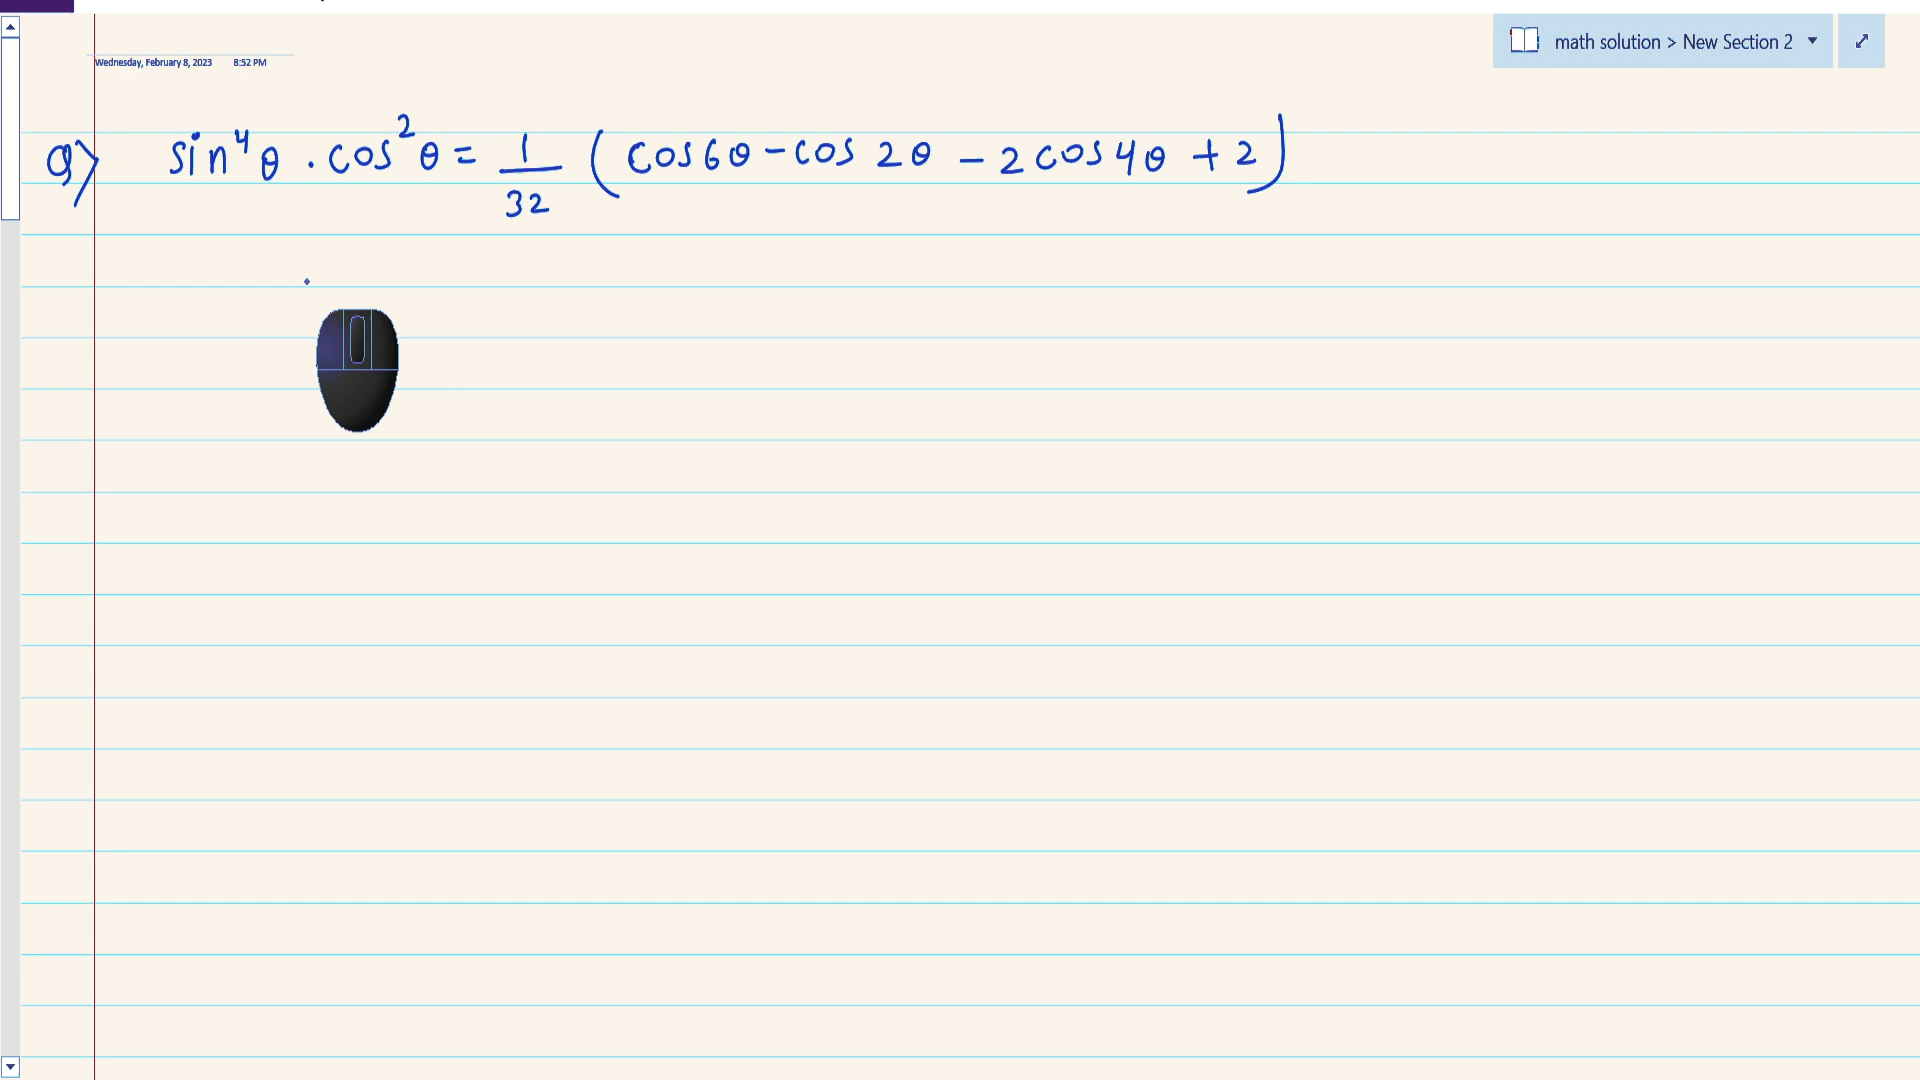 math solution > New Section 2
Wednesday, February 8, 2023 8:52 PM
Q> sin⁴θ . cos²θ = 1/32 (cos6θ - cos 2θ - 2cos4θ + 2)